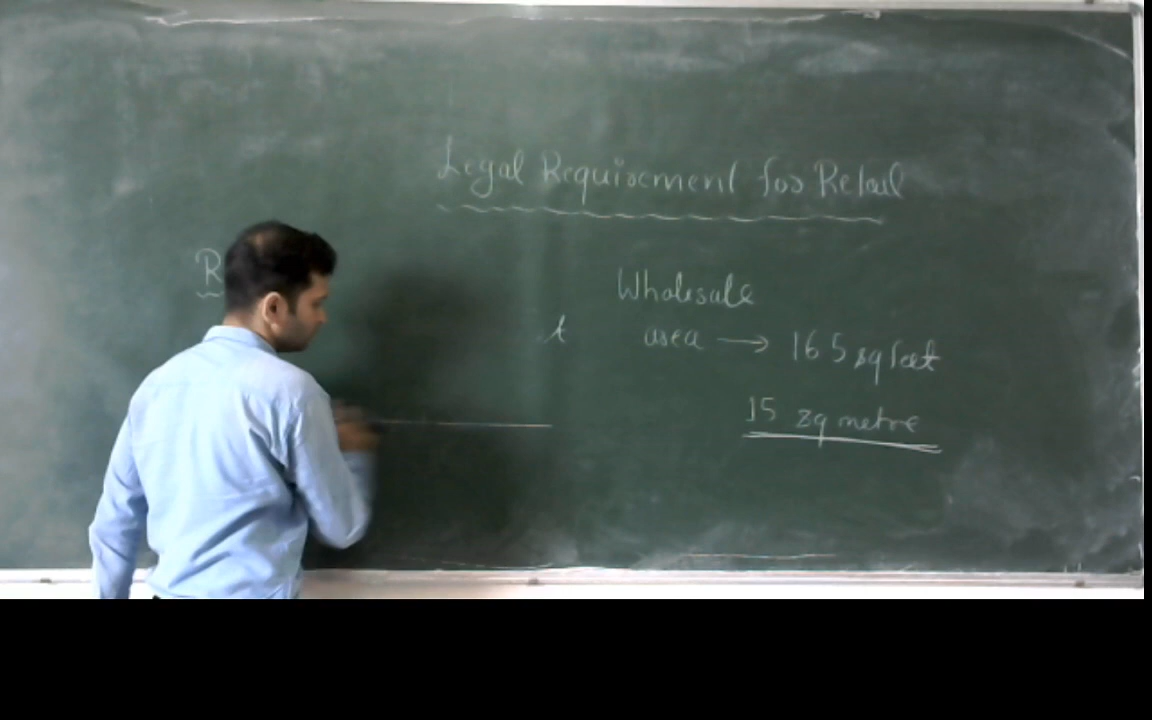 Legal Requirement for Retail
R
Wholesale
area → 165 sq feet
15 sq metre